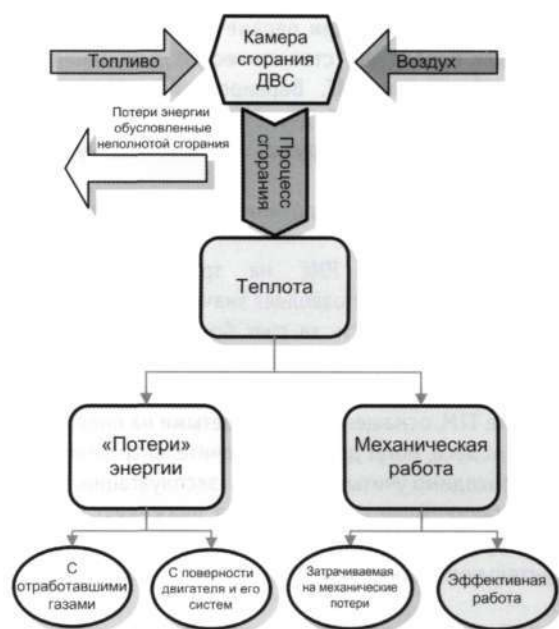 Камера
сгорания
ДВС
Топливо
Воздух
Потери энергии
обусловленные
неполнотой сгорания
Процесс
сгорания
Теплота
«Потери»
энергии
Механическая
работа
С
отработавшими
газами
С поверности
двигателя и его
систем
Затрачиваемая
на механические
потери
Эффективная
работа